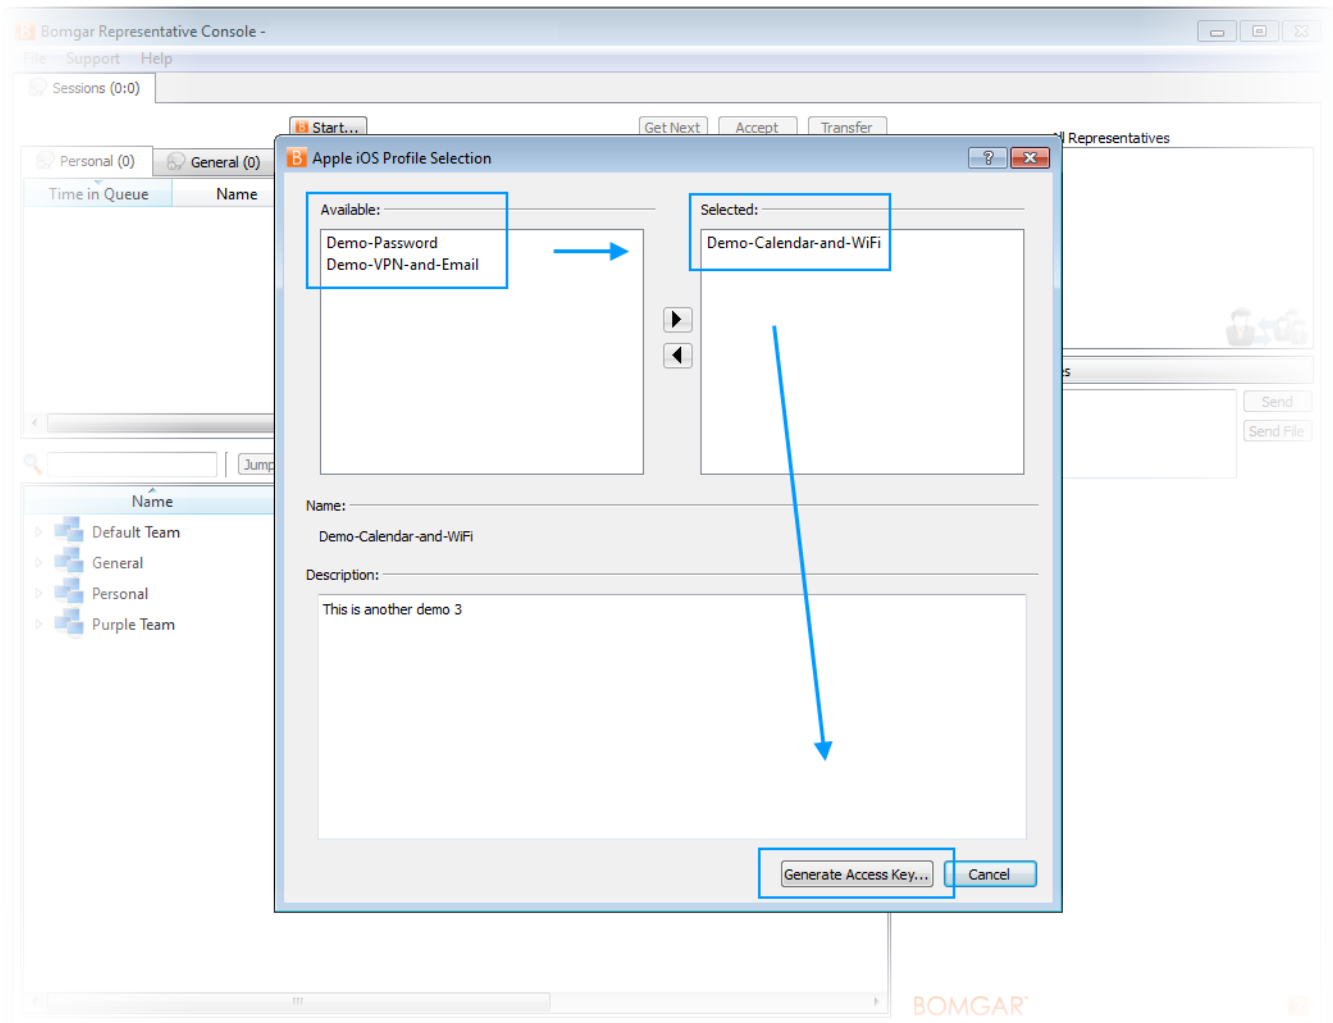 Bomgar Representative Console -
File Support Help
Sessions (0:0)
Start... Get Next Accept Transfer
ll Representatives
Personal (0) General (0)
Time in Queue Name
Apple iOS Profile Selection
Available: Selected:
Demo-Password Demo-Calendar-and-WiFi
Demo-VPN-and-Email
Send
Send File
Jump
Name
Default Team
General
Personal
Purple Team
Name:
Demo-Calendar-and-WiFi
Description:
This is another demo 3
Generate Access Key... Cancel
BOMGAR